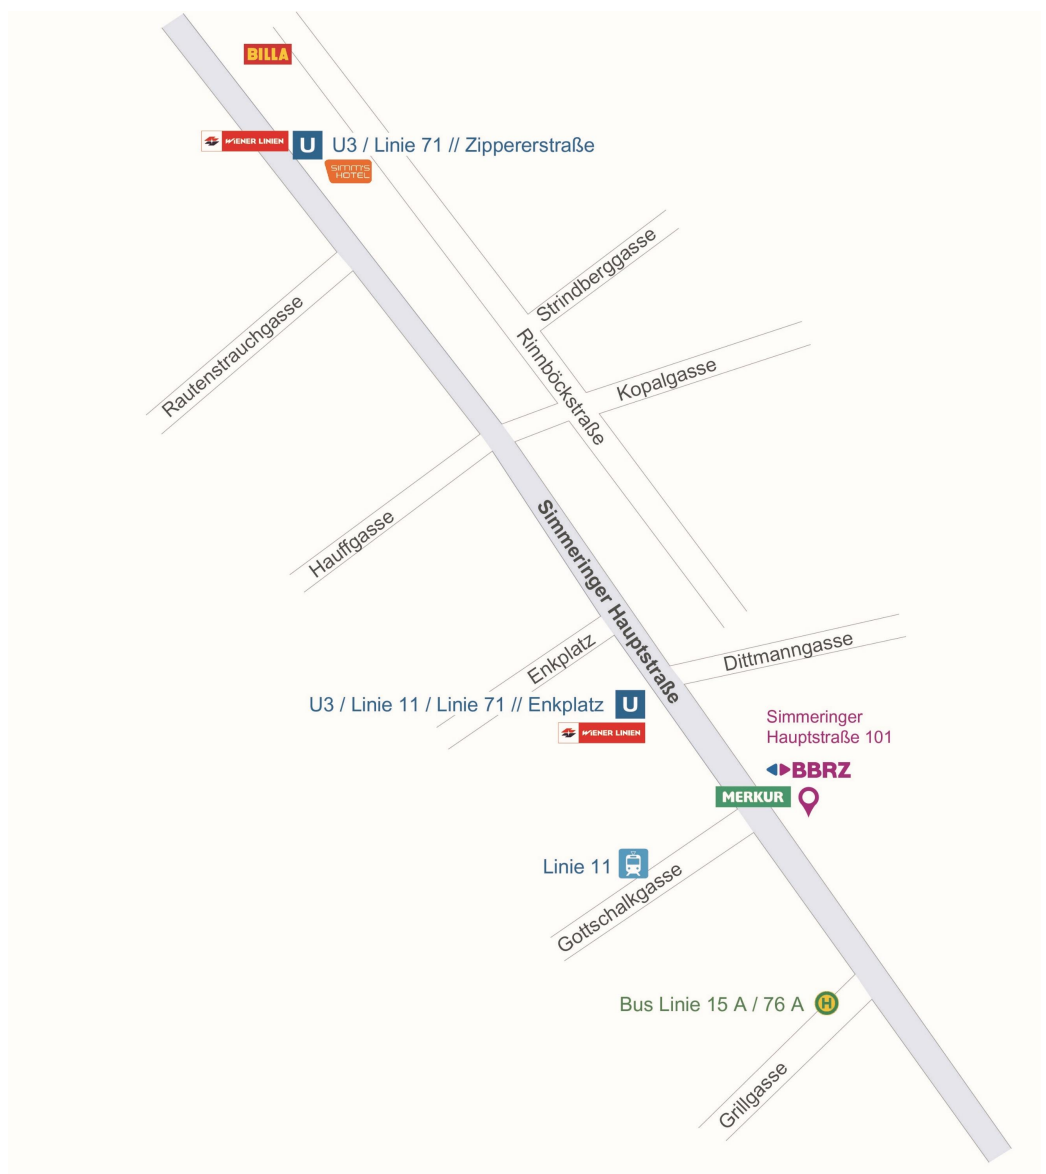 BILLA
WIENER LINIEN
U
U3 / Linie 71 // Zippererstraße
SIMMYS
HOTEL
Strindberggasse
Rautenstrauchgasse
Rinnböckstraße
Kopalgasse
Hauffgasse
Simmeringer Hauptstraße
Enkplatz
Dittmanngasse
U3 / Linie 11 / Linie 71 // Enkplatz
U
WIENER LINIEN
Simmeringer
Hauptstraße 101
BBRZ
MERKUR
Linie 11
Gottschalkgasse
Bus Linie 15 A / 76 A
H
Grillgasse